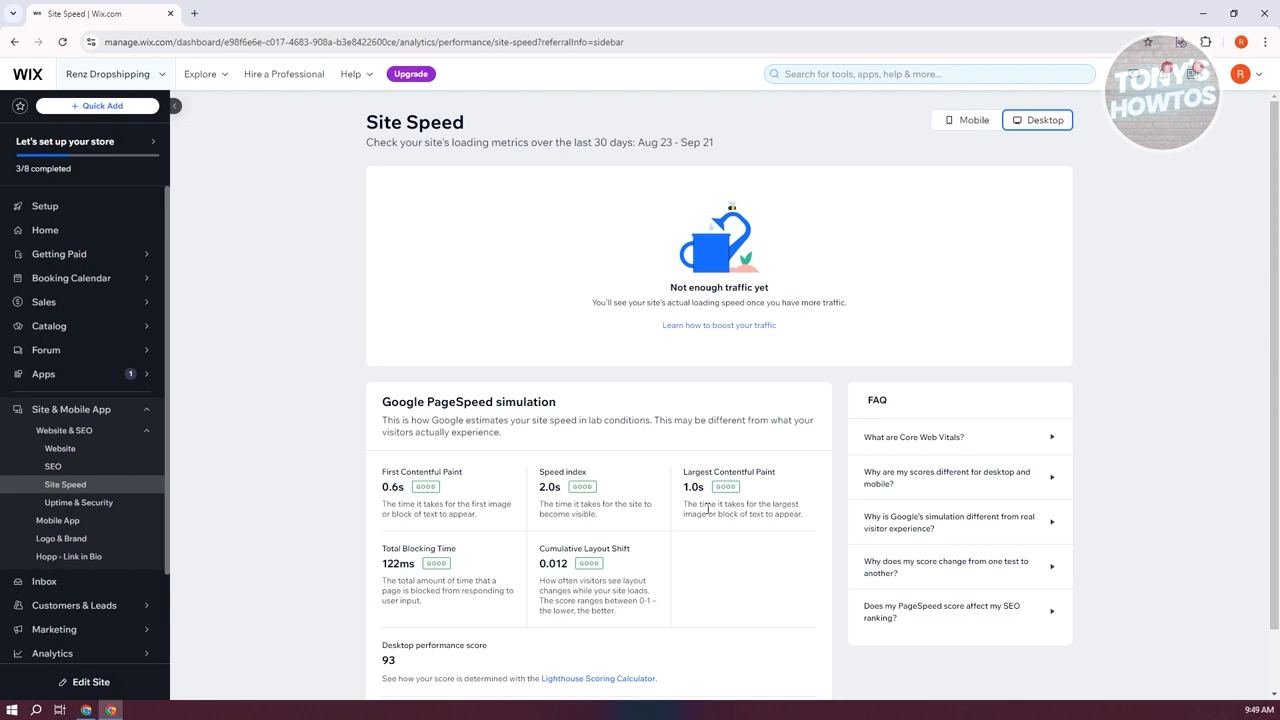 Site Speed | Wix.com
manage.wix.com/dashboard/e98f6e6e-c017-4683-908a-b3e8422600ce/analytics/performance/site-speed?referralInfo=sidebar
R
WIX
Renz Dropshipping
Explore
Hire a Professional
Help
Upgrade
Search for tools, apps, help & more...
R
TONY'S
HOWTOS
+ Quick Add
Let's set up your store
3/8 completed
Setup
Home
Getting Paid
Booking Calendar
Sales
Catalog
Forum
Apps
1
Site & Mobile App
Website & SEO
Website
SEO
Site Speed
Uptime & Security
Mobile App
Logo & Brand
Hopp - Link in Bio
Inbox
Customers & Leads
Marketing
Analytics
Edit Site
Site Speed
Check your site's loading metrics over the last 30 days: Aug 23 - Sep 21
Mobile
Desktop
Not enough traffic yet
You'll see your site's actual loading speed once you have more traffic.
Learn how to boost your traffic
Google PageSpeed simulation
This is how Google estimates your site speed in lab conditions. This may be different from what your
visitors actually experience.
First Contentful Paint
0.6s GOOD
The time it takes for the first image
or block of text to appear.
Speed index
2.0s GOOD
The time it takes for the site to
become visible.
Largest Contentful Paint
1.0s GOOD
The time it takes for the largest
image or block of text to appear.
Total Blocking Time
122ms GOOD
The total amount of time that a
page is blocked from responding to
user input.
Cumulative Layout Shift
0.012 GOOD
How often visitors see layout
changes while your site loads.
The score ranges between 0-1 –
the lower, the better.
Desktop performance score
93
See how your score is determined with the Lighthouse Scoring Calculator.
FAQ
What are Core Web Vitals?
Why are my scores different for desktop and
mobile?
Why is Google's simulation different from real
visitor experience?
Why does my score change from one test to
another?
Does my PageSpeed score affect my SEO
ranking?
9:49 AM